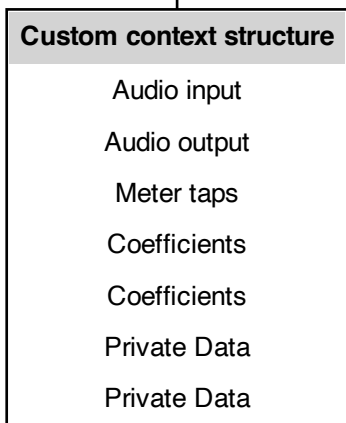 Custom context structure
Audio input
Audio output
Meter taps
Coefficients
Coefficients
Private Data
Private Data